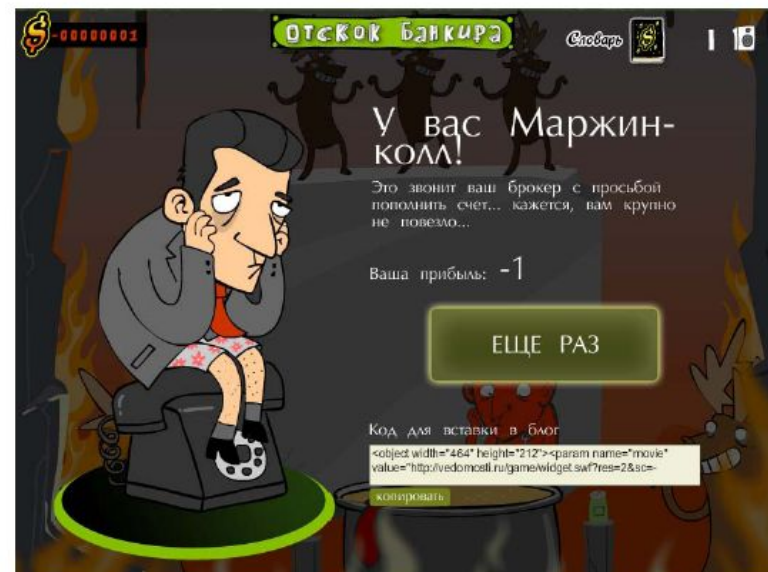 -00000001
ОТСКОК БАНКИРА
Словарь
У вас Маржин-
колл!
Это звонит ваш брокер с просьбой
пополнить счет... кажется, вам крупно
не повезло...
Ваша прибыль: -1
ЕЩЕ РАЗ
Код для вставки в блог
<object width="464" height="212"><param name="movie"
value="http://vedomosti.ru/game/widget.swf?res=2&sc=-
копировать